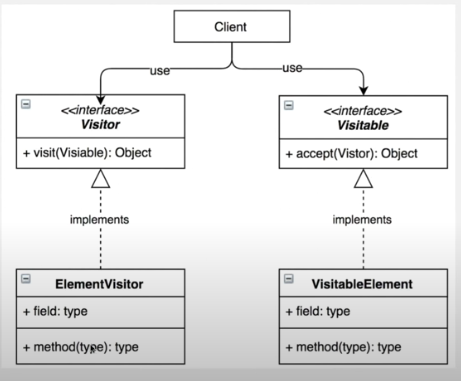 Client
use
use
<<interface>>
Visitor
+ visit(Visiable): Object
<<interface>>
Visitable
+ accept(Vistor): Object
implements
implements
ElementVisitor
+ field: type
+ method(type): type
VisitableElement
+ field: type
+ method(type): type